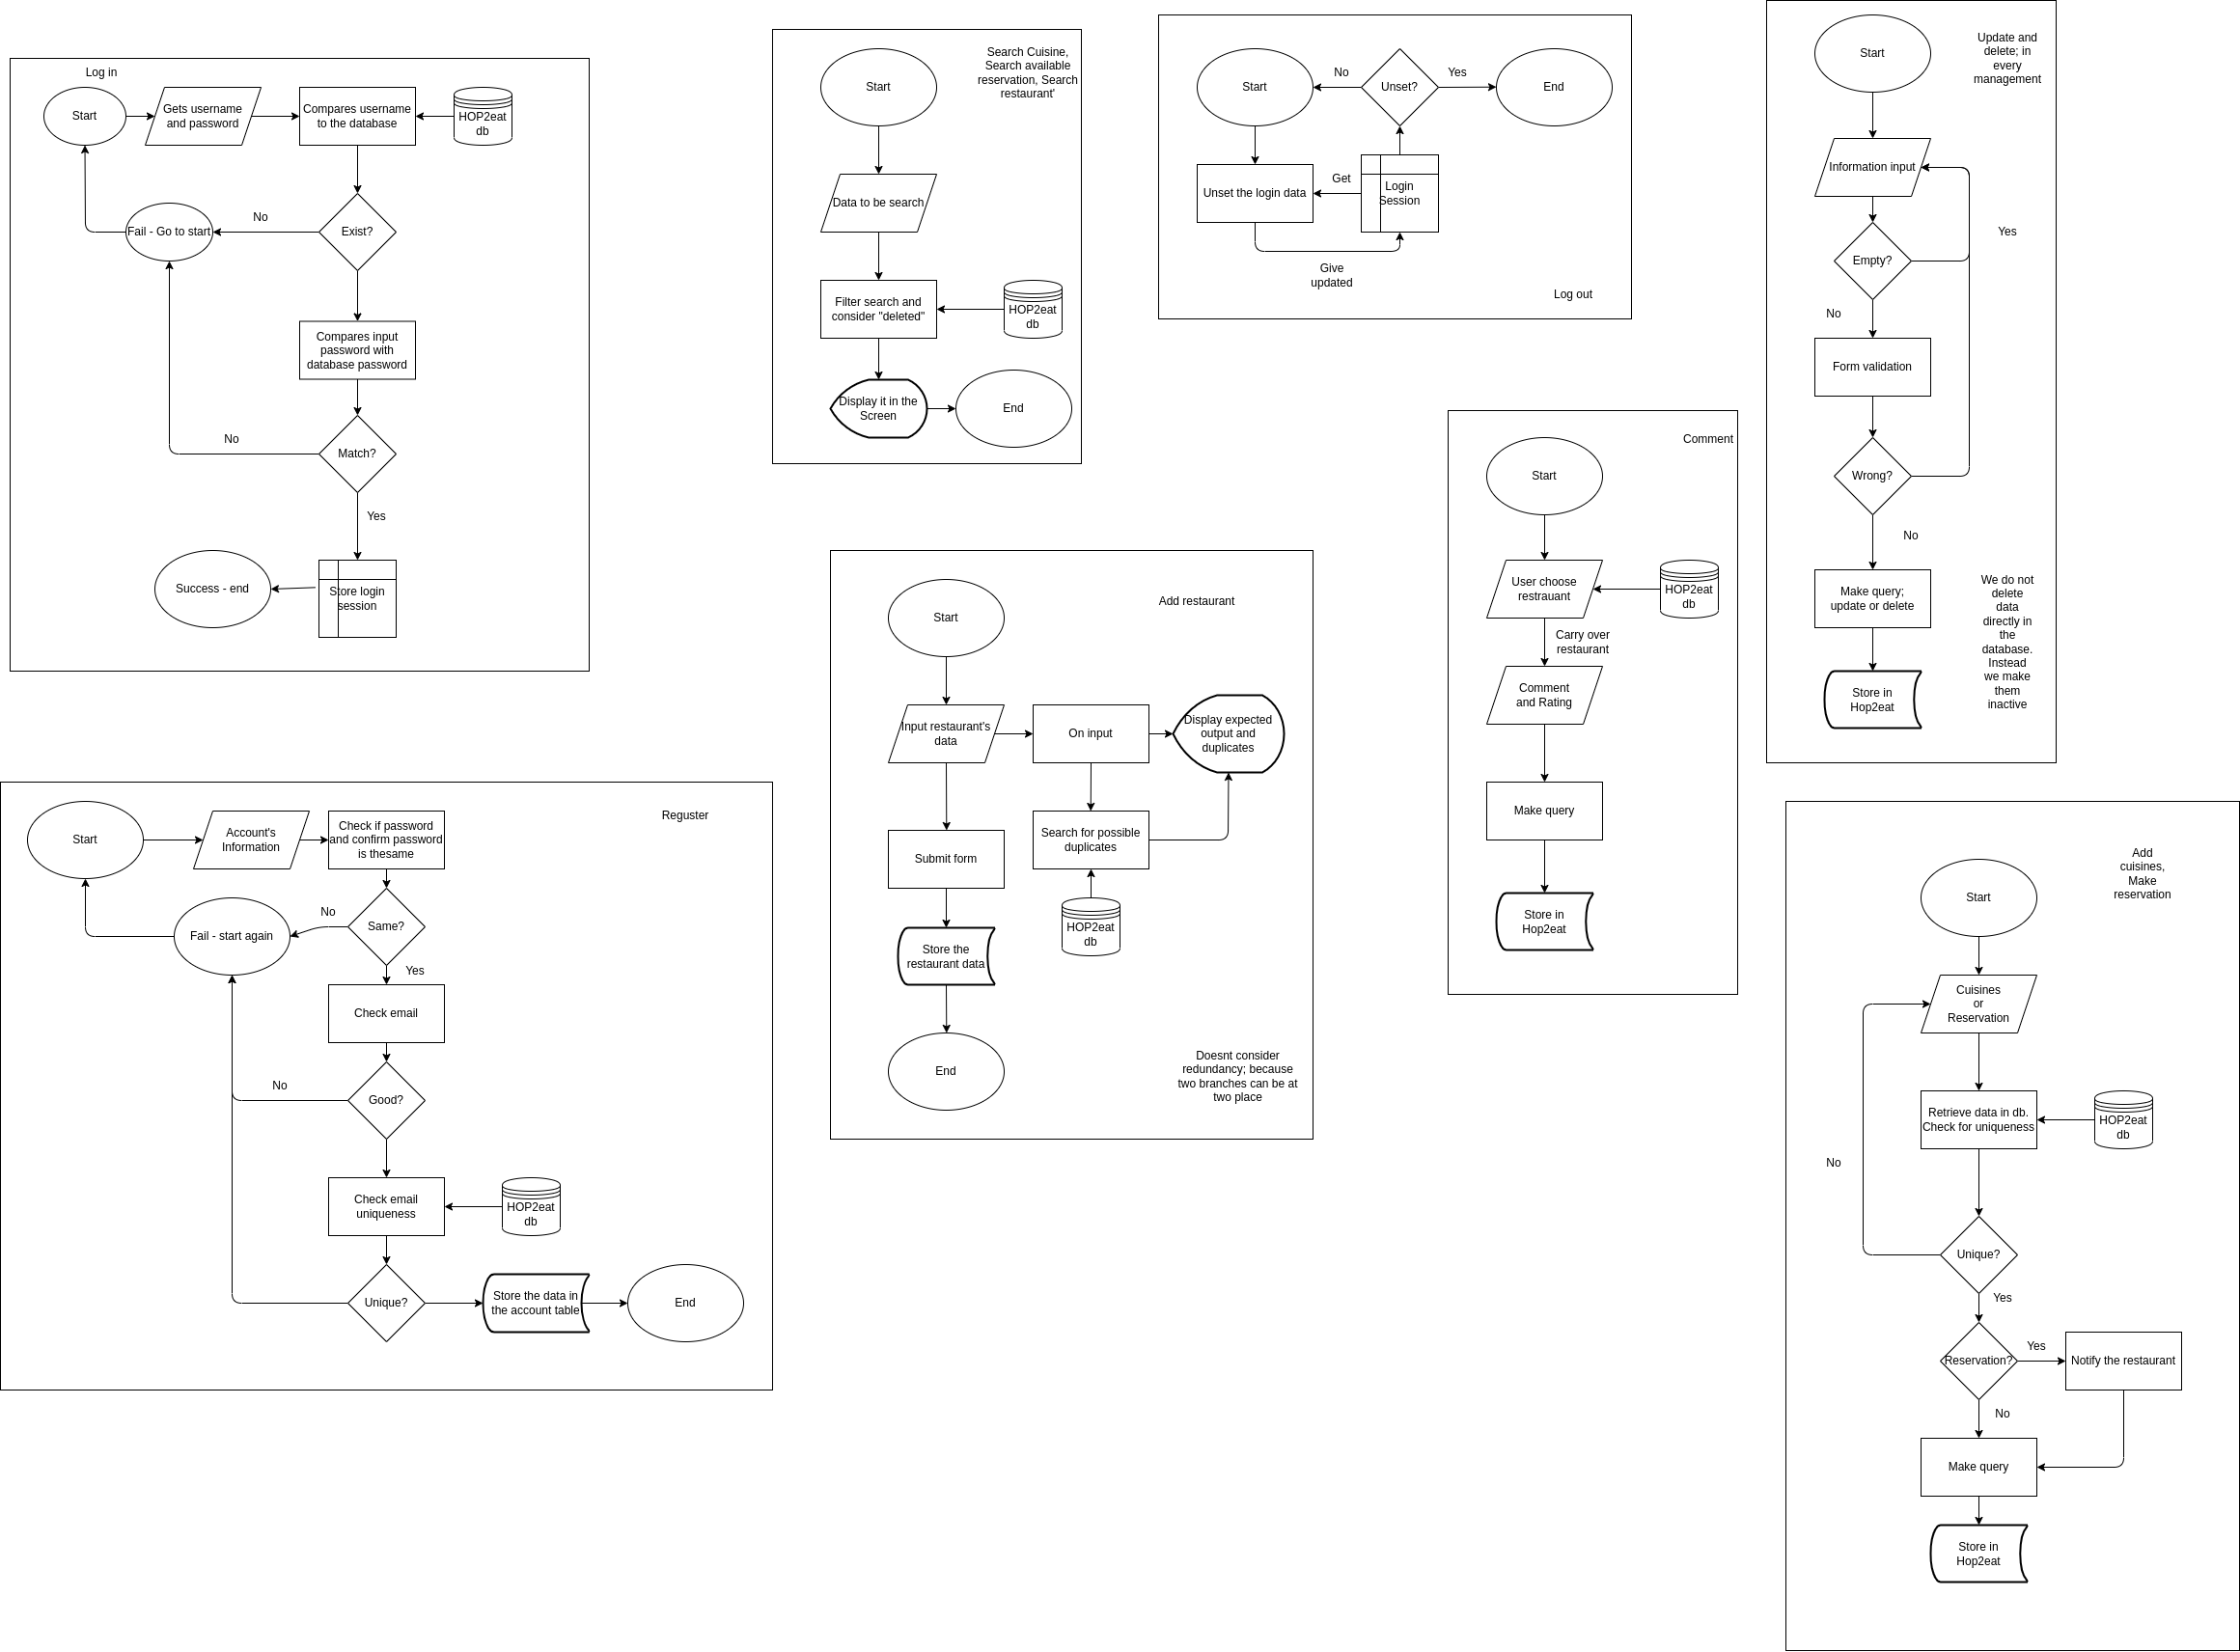 Log in
Start
Gets username
and password
Compares username
to the database
HOP2eat
db
Exist?
No
Fail - Go to start
Compares input
password with
database password
Match?
No
Yes
Store login
session
Success - end
Search Cuisine,
Search available
reservation, Search
restaurant'
Start
Data to be search
Filter search and
consider "deleted"
HOP2eat
db
Display it in the
Screen
End
Start
No
Unset?
Yes
End
Unset the login data
Get
Login
Session
Give
updated
Log out
Update and
delete; in
every
management
Start
Information input
Yes
Empty?
No
Form validation
Wrong?
No
Make query;
update or delete
Store in
Hop2eat
We do not
delete
data
directly in
the
database.
Instead
we make
them
inactive
Comment
Start
User choose
restrauant
HOP2eat
db
Carry over
restaurant
Comment
and Rating
Make query
Store in
Hop2eat
Add restaurant
Start
Input restaurant's
data
On input
Display expected
output and
duplicates
Search for possible
duplicates
HOP2eat
db
Submit form
Store the
restaurant data
End
Doesnt consider
redundancy; because
two branches can be at
two place
Reguster
Start
Account's
Information
Check if password
and confirm password
is thesame
Same?
No
Fail - start again
Yes
Check email
Good?
No
Check email
uniqueness
HOP2eat
db
Unique?
Store the data in
the account table
End
Add
cuisines,
Make
reservation
Start
Cuisines
or
Reservation
Retrieve data in db.
Check for uniqueness
HOP2eat
db
No
Unique?
Yes
Reservation?
Yes
Notify the restaurant
No
Make query
Store in
Hop2eat